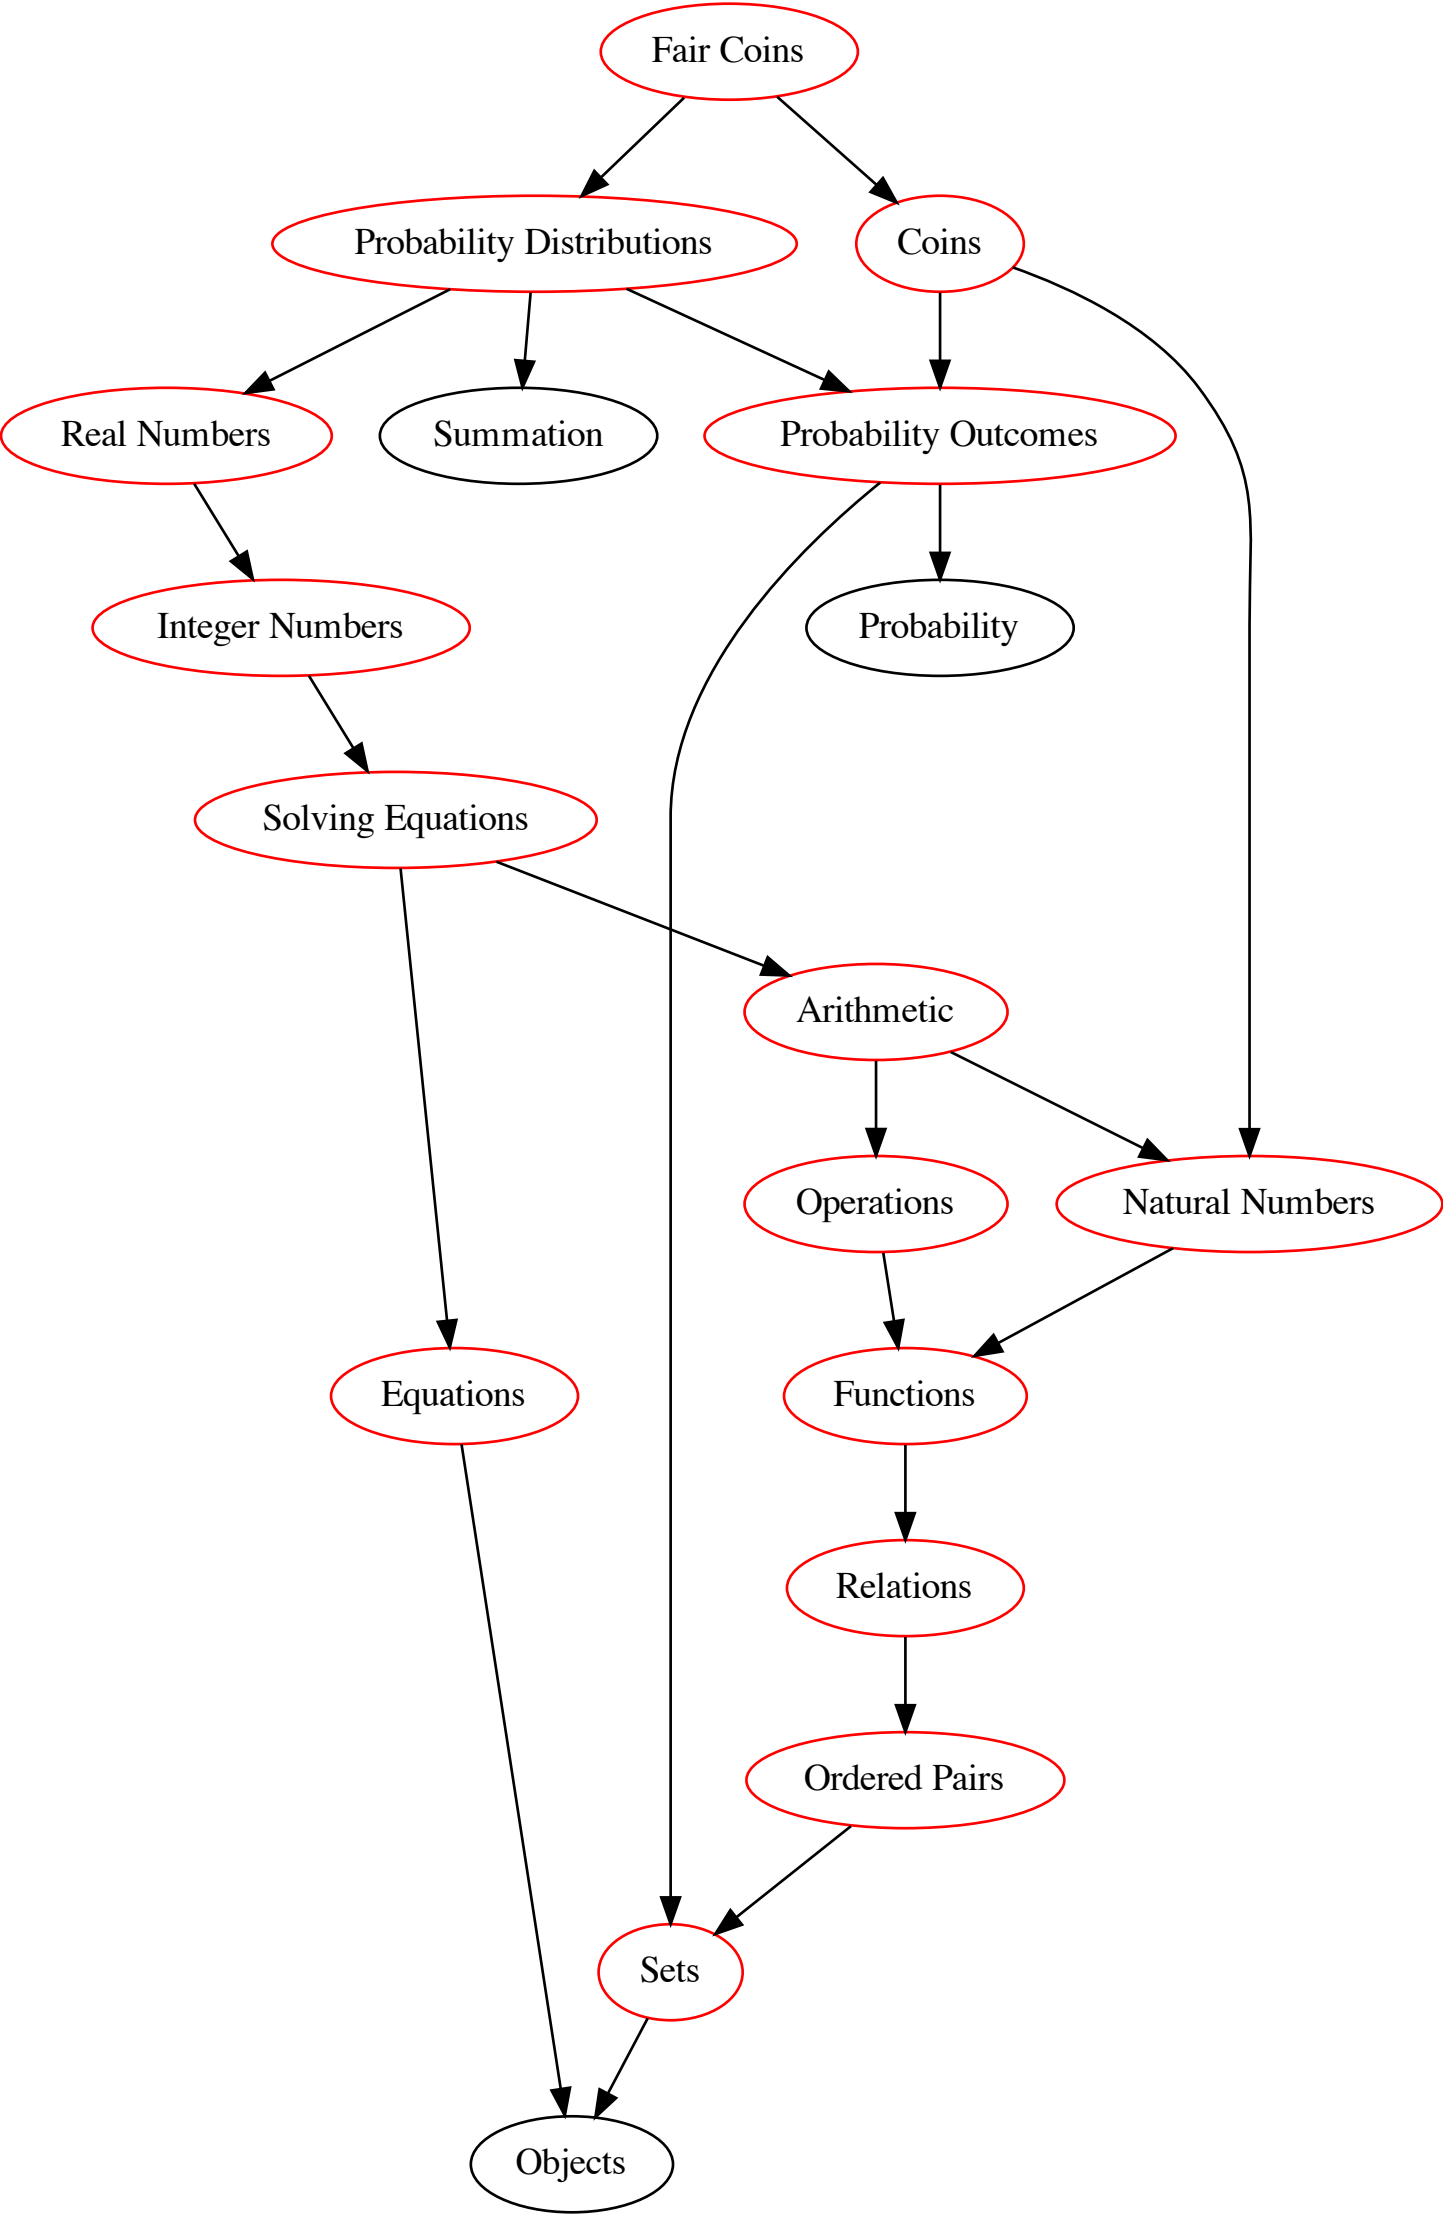 Fair Coins
Probability Distributions
Coins
Real Numbers
Summation
Probability Outcomes
Integer Numbers
Probability
Solving Equations
Arithmetic
Operations
Natural Numbers
Equations
Functions
Relations
Ordered Pairs
Sets
Objects